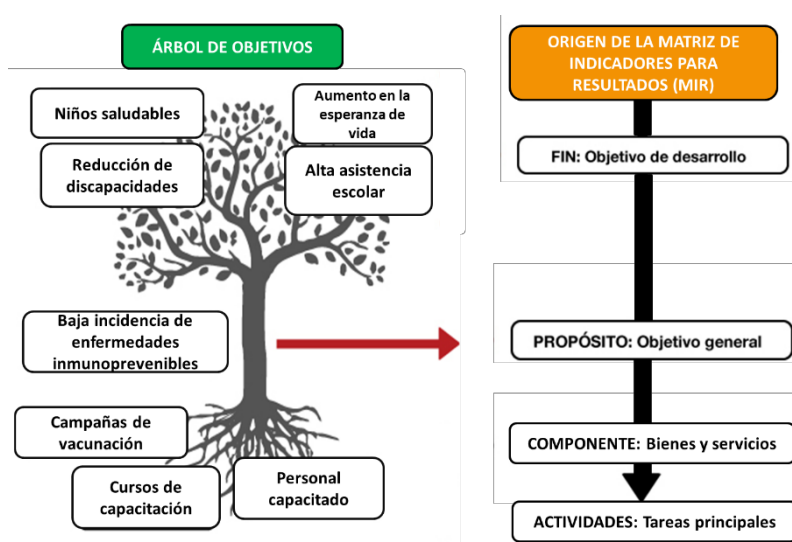 ÁRBOL DE OBJETIVOS
Niños saludables
Aumento en la
esperanza de
vida
Reducción de
discapacidades
Alta asistencia
escolar
Baja incidencia de
enfermedades
inmunoprevenibles
Campañas de
vacunación
Cursos de
capacitación
Personal
capacitado
ORIGEN DE LA MATRIZ DE
INDICADORES PARA
RESULTADOS (MIR)
FIN: Objetivo de desarrollo
PROPÓSITO: Objetivo general
COMPONENTE: Bienes y servicios
ACTIVIDADES: Tareas principales